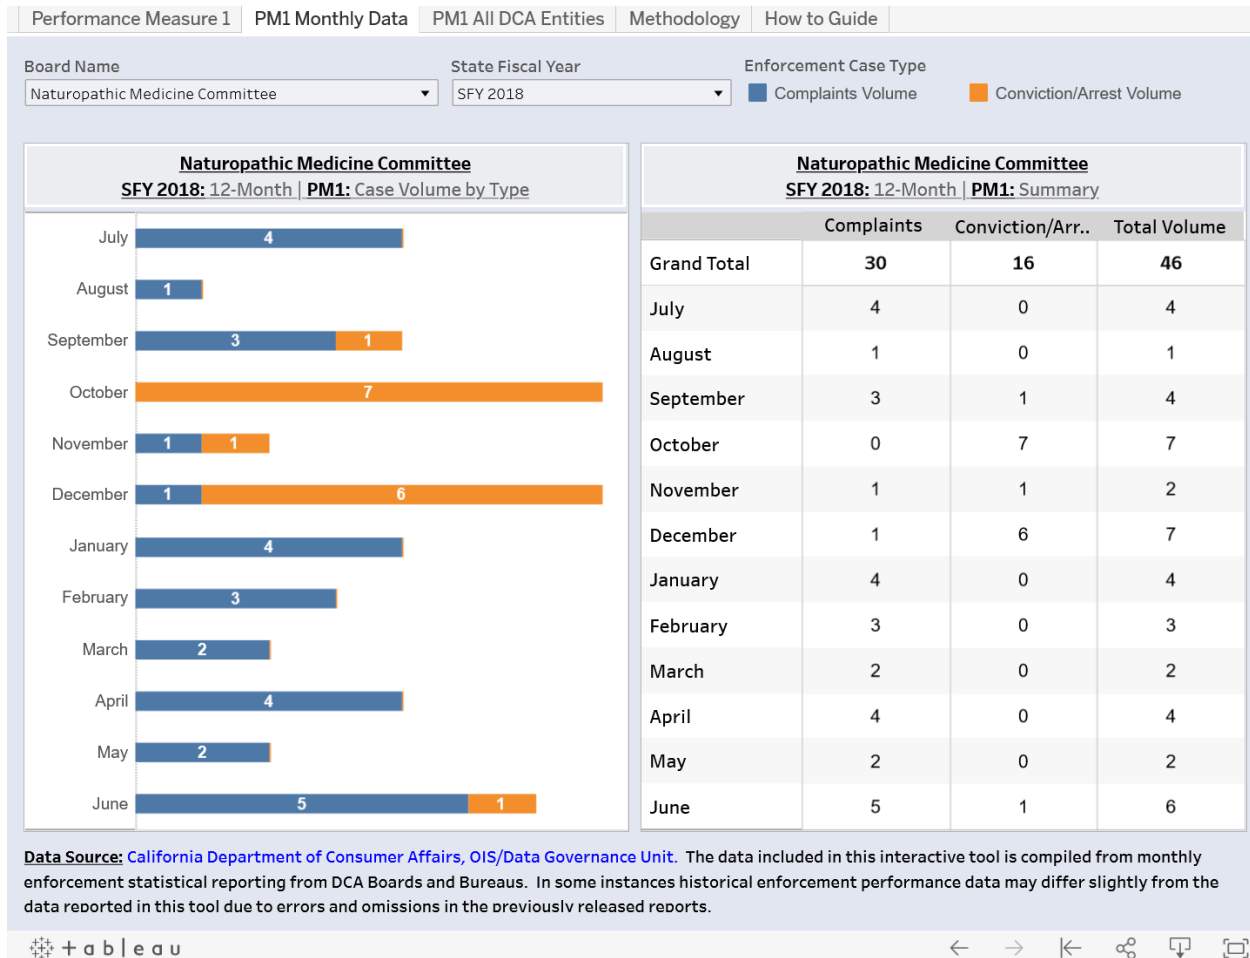 Performance Measure 1 PM1 Monthly Data PM1 All DCA Entities Methodology How to Guide
Board Name State Fiscal Year Enforcement Case Type
Naturopathic Medicine Committee SFY 2018 Complaints Volume Conviction/Arrest Volume
Naturopathic Medicine Committee
SFY 2018: 12-Month | PM1: Case Volume by Type
July 4
August 1
September 3 1
October 7
November 1 1
December 1 6
January 4
February 3
March 2
April 4
May 2
June 5 1
Naturopathic Medicine Committee
SFY 2018: 12-Month | PM1: Summary
Complaints Conviction/Arr.. Total Volume
Grand Total 30 16 46
July 4 0 4
August 1 0 1
September 3 1 4
October 0 7 7
November 1 1 2
December 1 6 7
January 4 0 4
February 3 0 3
March 2 0 2
April 4 0 4
May 2 0 2
June 5 1 6
Data Source: California Department of Consumer Affairs, OIS/Data Governance Unit. The data included in this interactive tool is compiled from monthly
enforcement statistical reporting from DCA Boards and Bureaus. In some instances historical enforcement performance data may differ slightly from the
data reported in this tool due to errors and omissions in the previously released reports.
+ableau